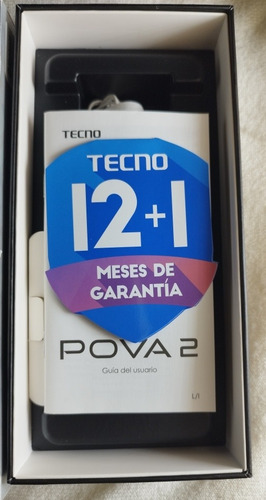 TECNO
TECNO
12+1
MESES DE
GARANTÍA
POVA 2
Guía del usuario
L/I